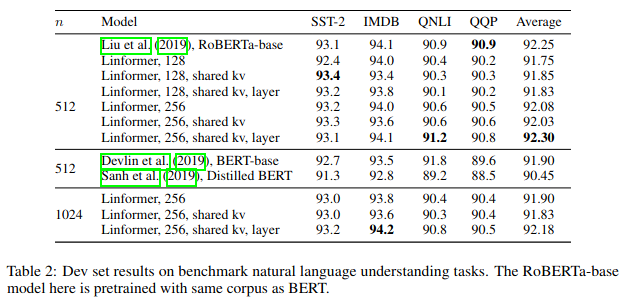 n Model SST-2 IMDB QNLI QQP Average
Liu et al. (2019), RoBERTa-base 93.1 94.1 90.9 90.9 92.25
Linformer, 128 92.4 94.0 90.4 90.2 91.75
Linformer, 128, shared kv 93.4 93.4 90.3 90.3 91.85
Linformer, 128, shared kv, layer 93.2 93.8 90.1 90.2 91.83
512 Linformer, 256 93.2 94.0 90.6 90.5 92.08
Linformer, 256, shared kv 93.3 93.6 90.6 90.6 92.03
Linformer, 256, shared kv, layer 93.1 94.1 91.2 90.8 92.30
512 Devlin et al. (2019), BERT-base 92.7 93.5 91.8 89.6 91.90
Sanh et al. (2019), Distilled BERT 91.3 92.8 89.2 88.5 90.45
Linformer, 256 93.0 93.8 90.4 90.4 91.90
1024 Linformer, 256, shared kv 93.0 93.6 90.3 90.4 91.83
Linformer, 256, shared kv, layer 93.2 94.2 90.8 90.5 92.18
Table 2: Dev set results on benchmark natural language understanding tasks. The RoBERTa-base
model here is pretrained with same corpus as BERT.